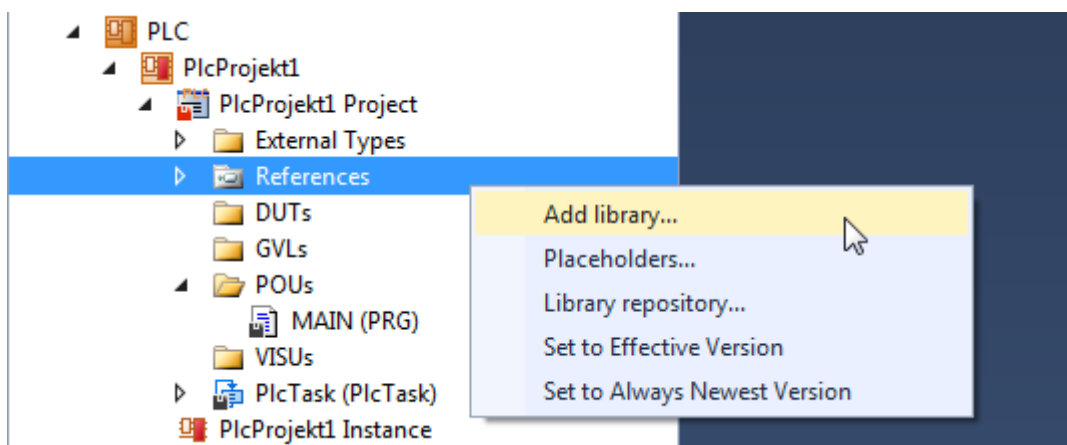 PLC
PlcProjekt1
PlcProjekt1 Project
External Types
References
DUTs
GVLs
POUs
MAIN (PRG)
VISUs
PlcTask (PlcTask)
PlcProjekt1 Instance
Add library...
Placeholders...
Library repository...
Set to Effective Version
Set to Always Newest Version